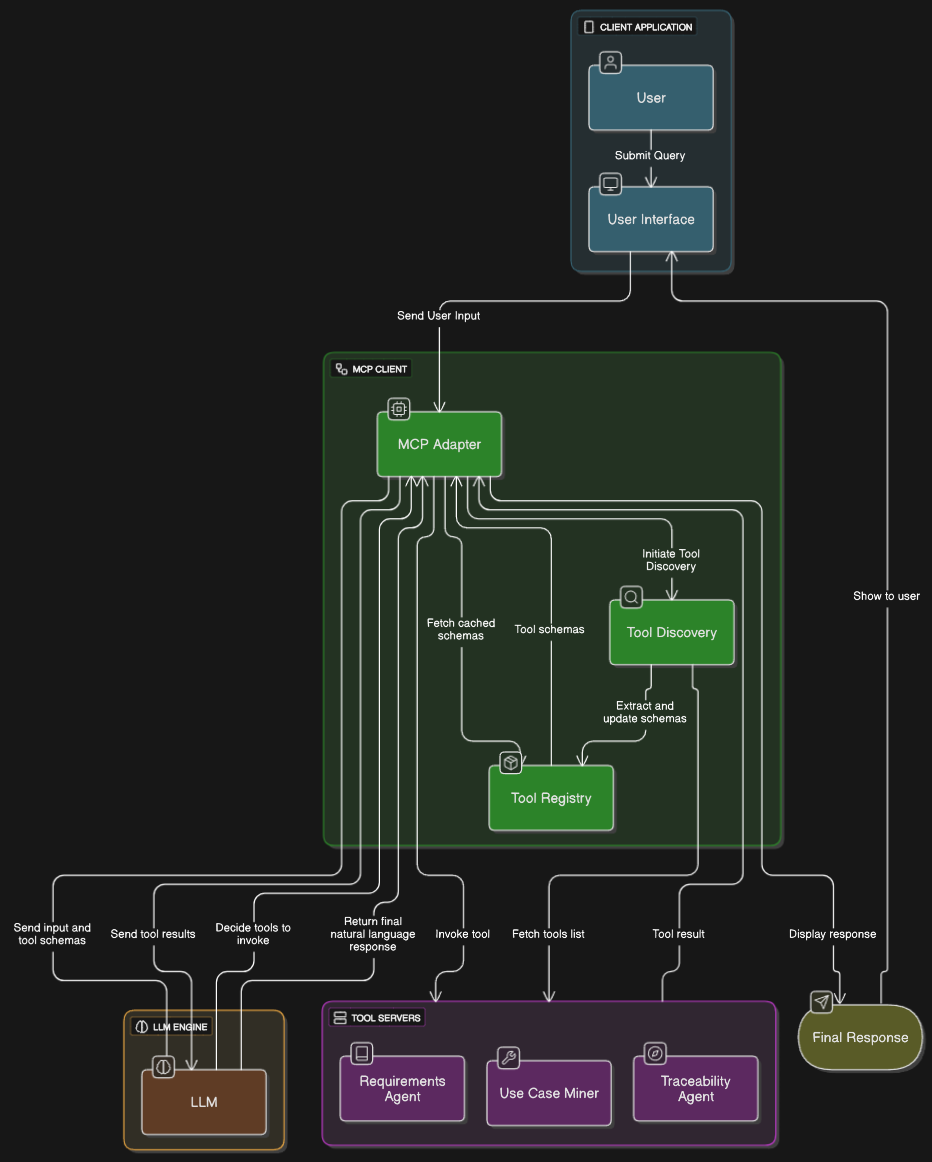 CLIENT APPLICATION
User
Submit Query
User Interface
Send User Input
MCP CLIENT
MCP Adapter
Initiate Tool
Discovery
Show to user
Fetch cached
schemas
Tool schemas
Tool Discovery
Extract and
update schemas
Tool Registry
Send input and
tool schemas
Send tool results
Decide tools to
invoke
Return final
natural language
response
Invoke tool
Fetch tools list
Tool result
Display response
LLM ENGINE
LLM
TOOL SERVERS
Requirements
Agent
Use Case Miner
Traceability
Agent
Final Response